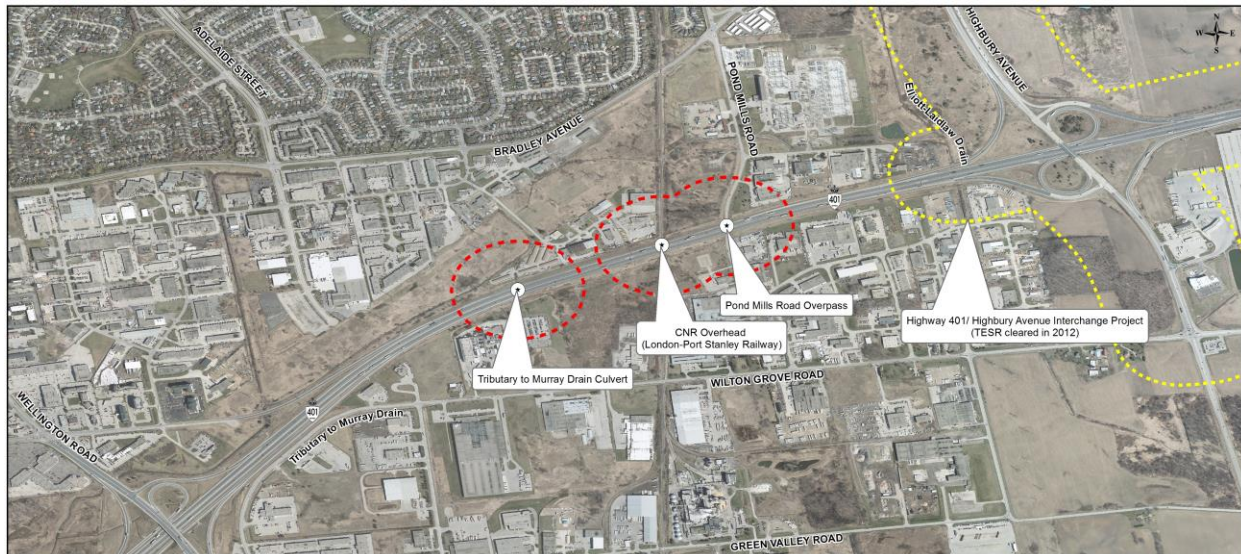 N
W E
S
ADELAIDE STREET
BRADLEY AVENUE
POND MILLS ROAD
HIGHBURY AVENUE
Elliott-Laidlaw Drain
401
Pond Mills Road Overpass
CNR Overhead
(London-Port Stanley Railway)
Highway 401/ Highbury Avenue Interchange Project
(TESR cleared in 2012)
Tributary to Murray Drain Culvert
WILTON GROVE ROAD
WELLINGTON ROAD
401
Tributary to Murray Drain
GREEN VALLEY ROAD